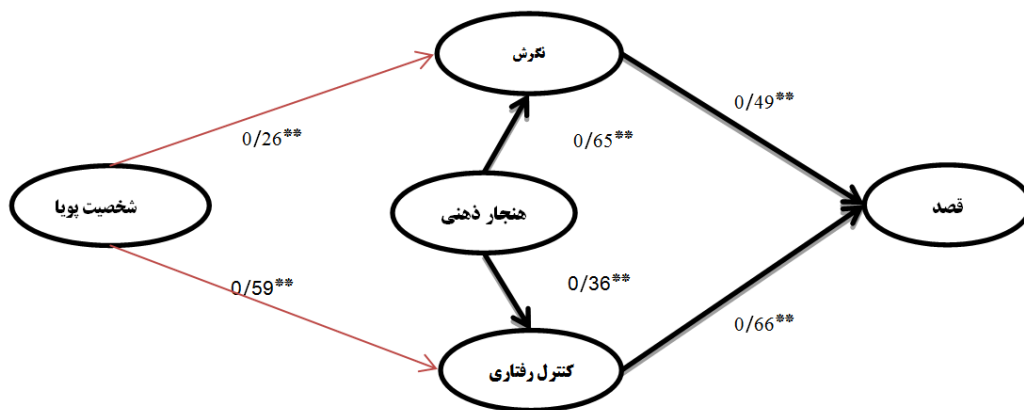 نگرش
0/49**
0/26**
0/65**
شخصیت پویا
هنجار ذهنی
قصد
0/59**
0/36**
0/66**
کنترل رفتاری